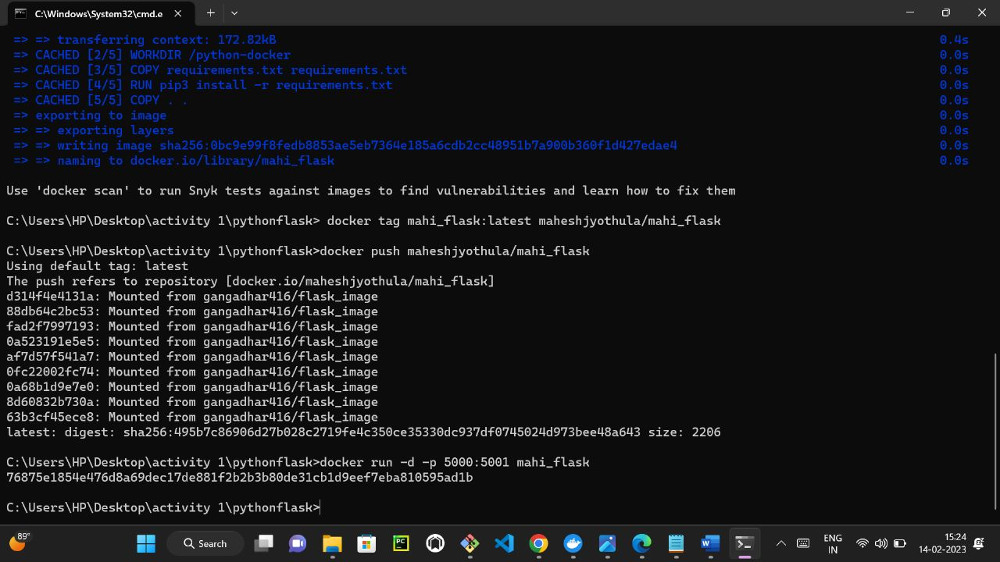 C:\Windows\System32\cmd.e
=> => transferring context: 172.82kB 0.4s
=> CACHED [2/5] WORKDIR /python-docker 0.0s
=> CACHED [3/5] COPY requirements.txt requirements.txt 0.0s
=> CACHED [4/5] RUN pip3 install -r requirements.txt 0.0s
=> CACHED [5/5] COPY . . 0.0s
=> exporting to image 0.0s
=> => exporting layers 0.0s
=> => writing image sha256:0bc9e99f8fedb8853ae5eb7364e185a6cdb2cc48951b7a900b360f1d427edae4 0.0s
=> => naming to docker.io/library/mahi_flask 0.0s
Use 'docker scan' to run Snyk tests against images to find vulnerabilities and learn how to fix them
C:\Users\HP\Desktop\activity 1\pythonflask> docker tag mahi_flask:latest maheshjyothula/mahi_flask
C:\Users\HP\Desktop\activity 1\pythonflask>docker push maheshjyothula/mahi_flask
Using default tag: latest
The push refers to repository [docker.io/maheshjyothula/mahi_flask]
d314f4e4131a: Mounted from gangadhar416/flask_image
88db64c2bc53: Mounted from gangadhar416/flask_image
fad2f7997193: Mounted from gangadhar416/flask_image
0a523191e5e5: Mounted from gangadhar416/flask_image
af7d57f541a7: Mounted from gangadhar416/flask_image
0fc22002fc74: Mounted from gangadhar416/flask_image
0a68b1d9e7e0: Mounted from gangadhar416/flask_image
8d60832b730a: Mounted from gangadhar416/flask_image
63b3cf45ece8: Mounted from gangadhar416/flask_image
latest: digest: sha256:495b7c86906d27b028c2719fe4c350ce35330dc937df0745024d973bee48a643 size: 2206
C:\Users\HP\Desktop\activity 1\pythonflask>docker run -d -p 5000:5001 mahi_flask
76875e1854e476d8a69dec17de881f2b2b3b80de31cb1d9eef7eba810595ad1b
C:\Users\HP\Desktop\activity 1\pythonflask>
89°
Search
PC
ENG
IN
15:24
14-02-2023